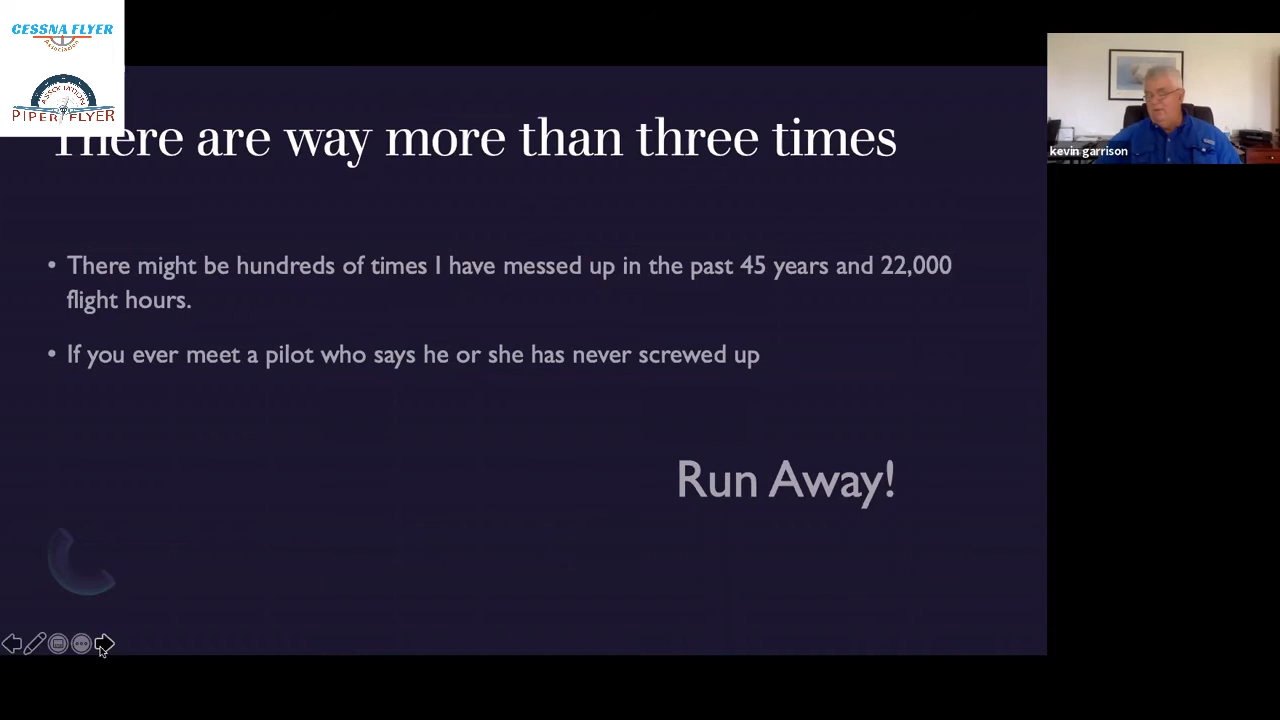 CESSNA FLYER
Association
ASSOCIATION
PIPER FLYER
There are way more than three times
kevin garrison
• There might be hundreds of times I have messed up in the past 45 years and 22,000
flight hours.
• If you ever meet a pilot who says he or she has never screwed up
Run Away!